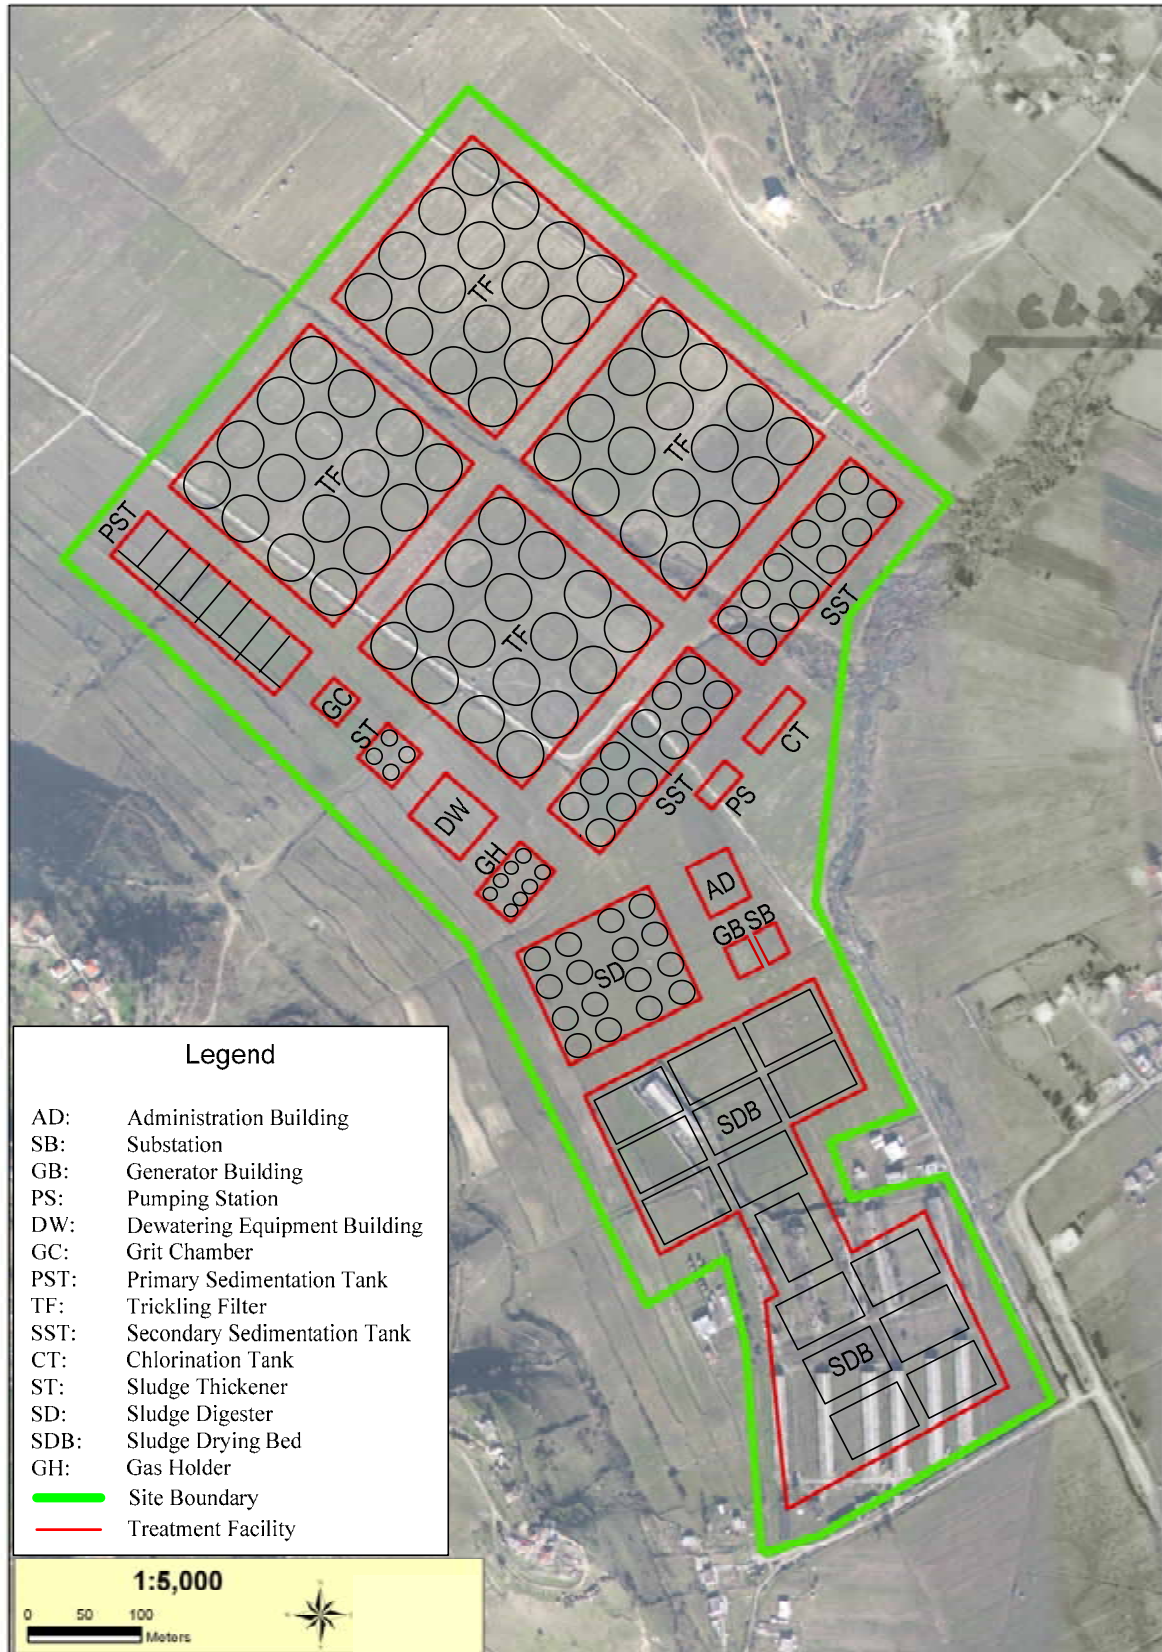 TF
TF
TF
PST
TF
SST
GC
ST
CT
SST
PS
DW
GH
AD
GB
SB
SD
SDB
SDB
Legend
AD: Administration Building
SB: Substation
GB: Generator Building
PS: Pumping Station
DW: Dewatering Equipment Building
GC: Grit Chamber
PST: Primary Sedimentation Tank
TF: Trickling Filter
SST: Secondary Sedimentation Tank
CT: Chlorination Tank
ST: Sludge Thickener
SD: Sludge Digester
SDB: Sludge Drying Bed
GH: Gas Holder
Site Boundary
Treatment Facility
1:5,000
0 50 100
Meters